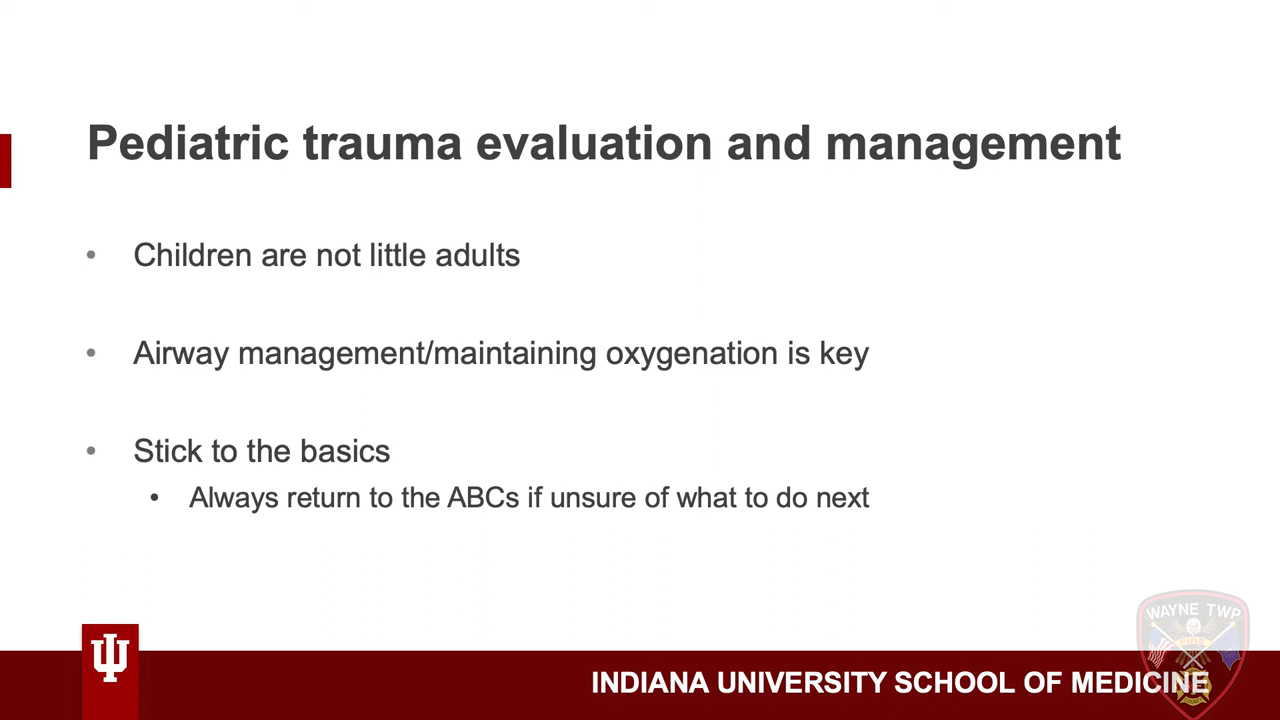 Pediatric trauma evaluation and management
• Children are not little adults
• Airway management/maintaining oxygenation is key
• Stick to the basics
• Always return to the ABCs if unsure of what to do next
WAYNE TWP
FIRE
INDIANA UNIVERSITY SCHOOL OF MEDICINE